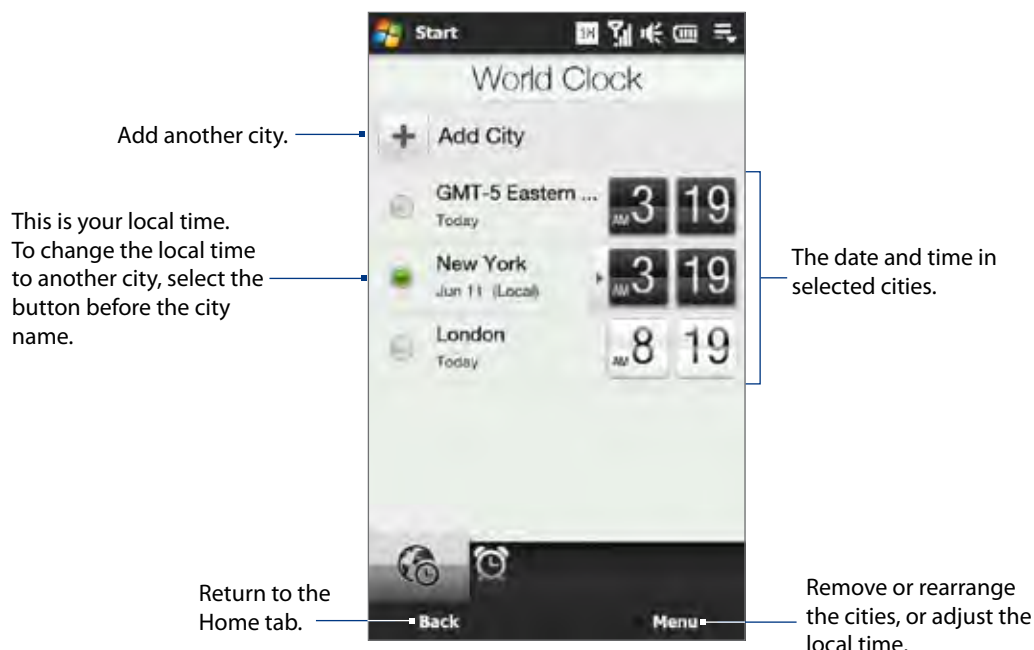 Start
World Clock
Add another city.
Add City
GMT-5 Eastern ...
Today
AM 3 19
This is your local time.
To change the local time
to another city, select the
button before the city
name.
New York
Jun 11 (Local)
AM 3 19
The date and time in
selected cities.
London
Today
AM 8 19
Return to the
Home tab.
Back
Menu
Remove or rearrange
the cities, or adjust the
local time.